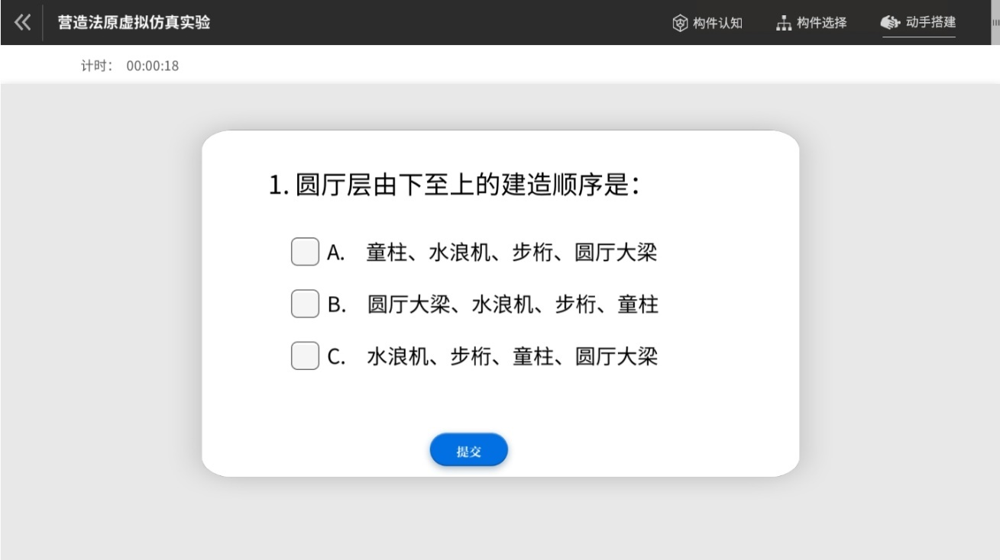 营造法原虚拟仿真实验
构件认知
构件选择
动手搭建
计时： 00:00:18
1. 圆厅层由下至上的建造顺序是：
A. 童柱、水浪机、步桁、圆厅大梁
B. 圆厅大梁、水浪机、步桁、童柱
C. 水浪机、步桁、童柱、圆厅大梁
提交